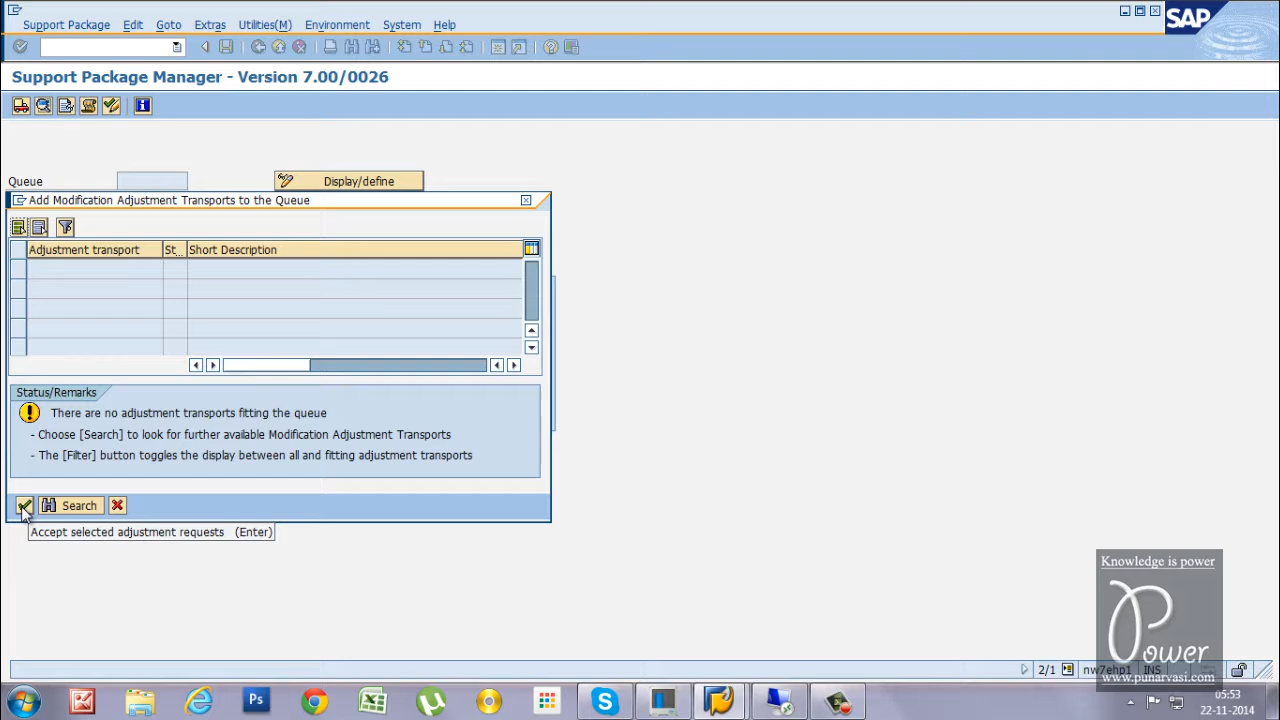 Support Package Edit Goto Extras Utilities(M) Environment System Help
SAP
Support Package Manager - Version 7.00/0026
Queue Display/define
Add Modification Adjustment Transports to the Queue
Adjustment transport St... Short Description
Status/Remarks
There are no adjustment transports fitting the queue
- Choose [Search] to look for further available Modification Adjustment Transports
- The [Filter] button toggles the display between all and fitting adjustment transports
Search
Accept selected adjustment requests (Enter)
Knowledge is power
Power
www.punarvasi.com
2/1 nw7ehp1 INS
Ps
05:53
22-11-2014